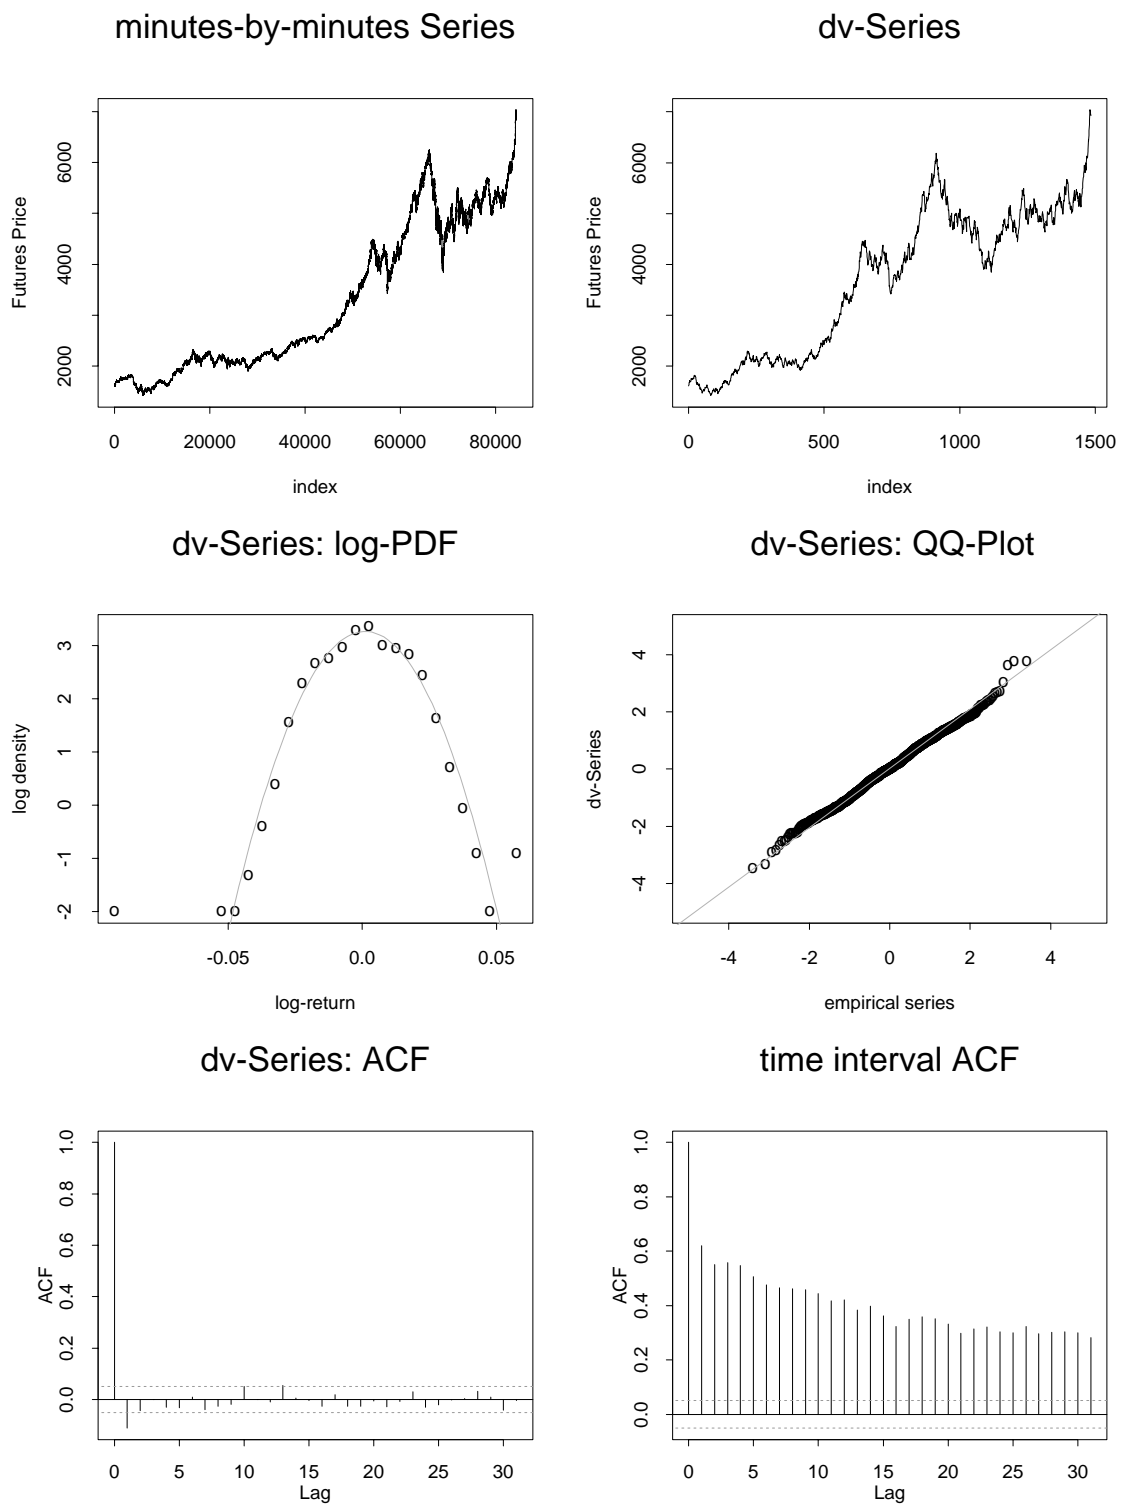 minutes-by-minutes Series
dv-Series
Futures Price
2000 4000 6000
0 20000 40000 60000 80000
index
Futures Price
2000 4000 6000
0 500 1000 1500
index
dv-Series: log-PDF
dv-Series: QQ-Plot
log density
-2 -1 0 1 2 3
-0.05 0.0 0.05
log-return
dv-Series
-4 -2 0 2 4
-4 -2 0 2 4
empirical series
dv-Series: ACF
time interval ACF
ACF
0.0 0.2 0.4 0.6 0.8 1.0
0 5 10 15 20 25 30
Lag
ACF
0.0 0.2 0.4 0.6 0.8 1.0
0 5 10 15 20 25 30
Lag